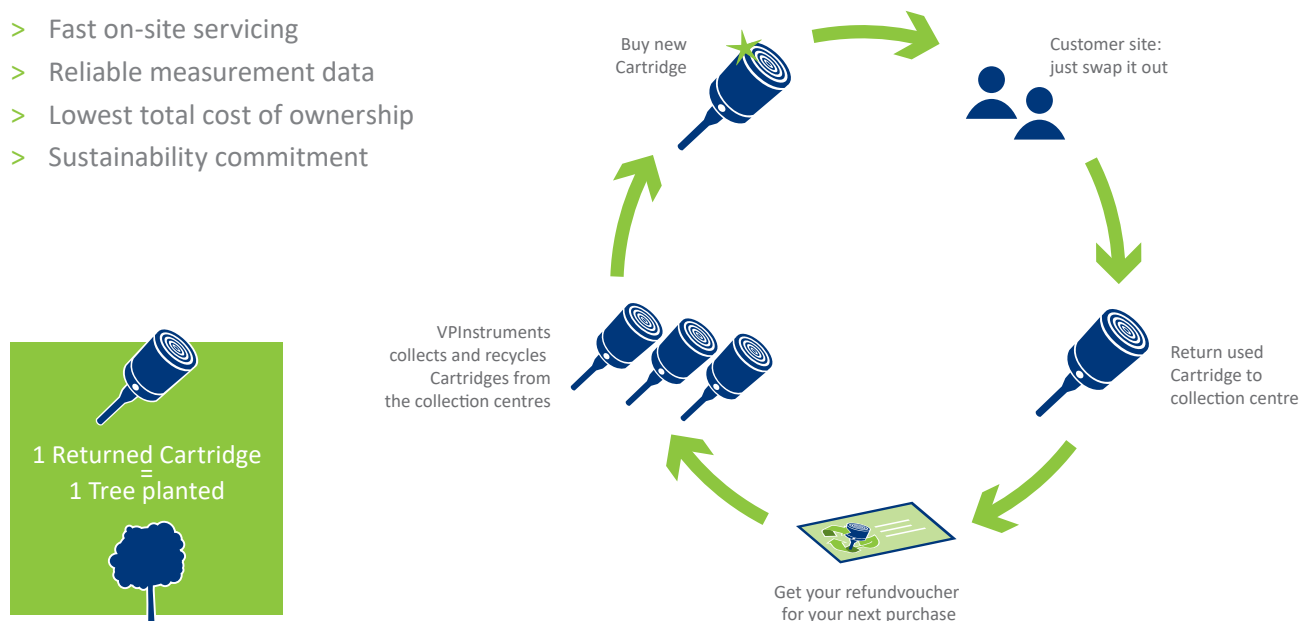 > Fast on-site servicing
> Reliable measurement data
> Lowest total cost of ownership
> Sustainability commitment
Buy new
Cartridge
Customer site:
just swap it out
Return used
Cartridge to
collection centre
Get your refundvoucher
for your next purchase
VPInstruments
collects and recycles
Cartridges from
the collection centres
1 Returned Cartridge
=
1 Tree planted